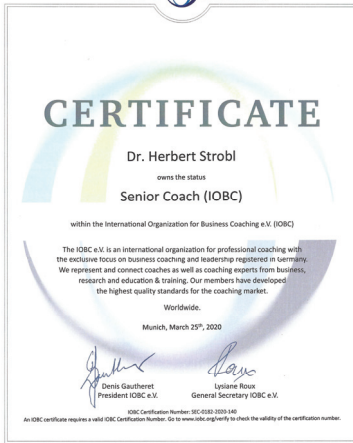 CERTIFICATE
Dr. Herbert Strobl
owns the status
Senior Coach (IOBC)
within the International Organization for Business Coaching e.V. (IOBC)
The IOBC e.V. is an international organization for professional coaching with
the exclusive focus on business coaching and leadership registered in Germany.
We represent and connect coaches as well as coaching experts from business,
research and education & training. Our members have developed
the highest quality standards for the coaching market.
Worldwide.
Munich, March 25th, 2020
Denis Gautheret
President IOBC e.V.
Lysiane Roux
General Secretary IOBC e.V.
IOBC Certification Number: SEC-0182-2020-140
An IOBC certificate requires a valid IOBC Certification Number. Go to www.iobc.org/verify to check the validity of the certification number.